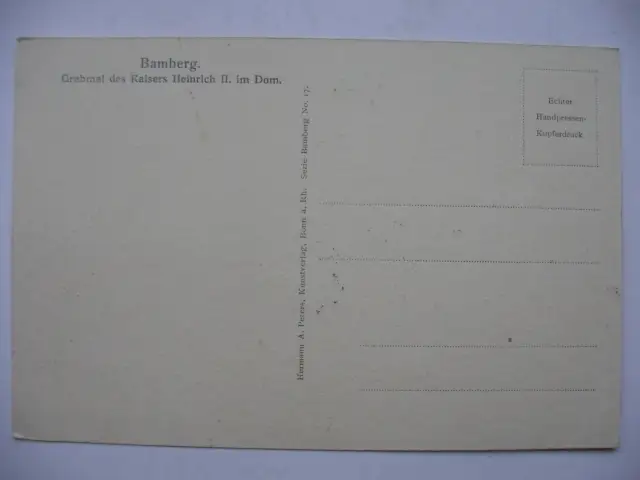 Bamberg.
Grabmal des Kaisers Heinrich II. im Dom.
Echter
Handpressen-
Kupferdruck
Hermann A. Peters, Kunstverlag, Bonn a. Rh. Serie Bamberg No. 17.